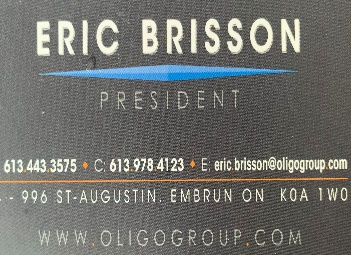 ERIC BRISSON
PRESIDENT
613.443.3575 ♦ C: 613.978.4123 ♦ E: eric.brisson@oligogroup.com
- 996 ST-AUGUSTIN, EMBRUN ON K0A 1W0
WWW.OLIGOGROUP.COM